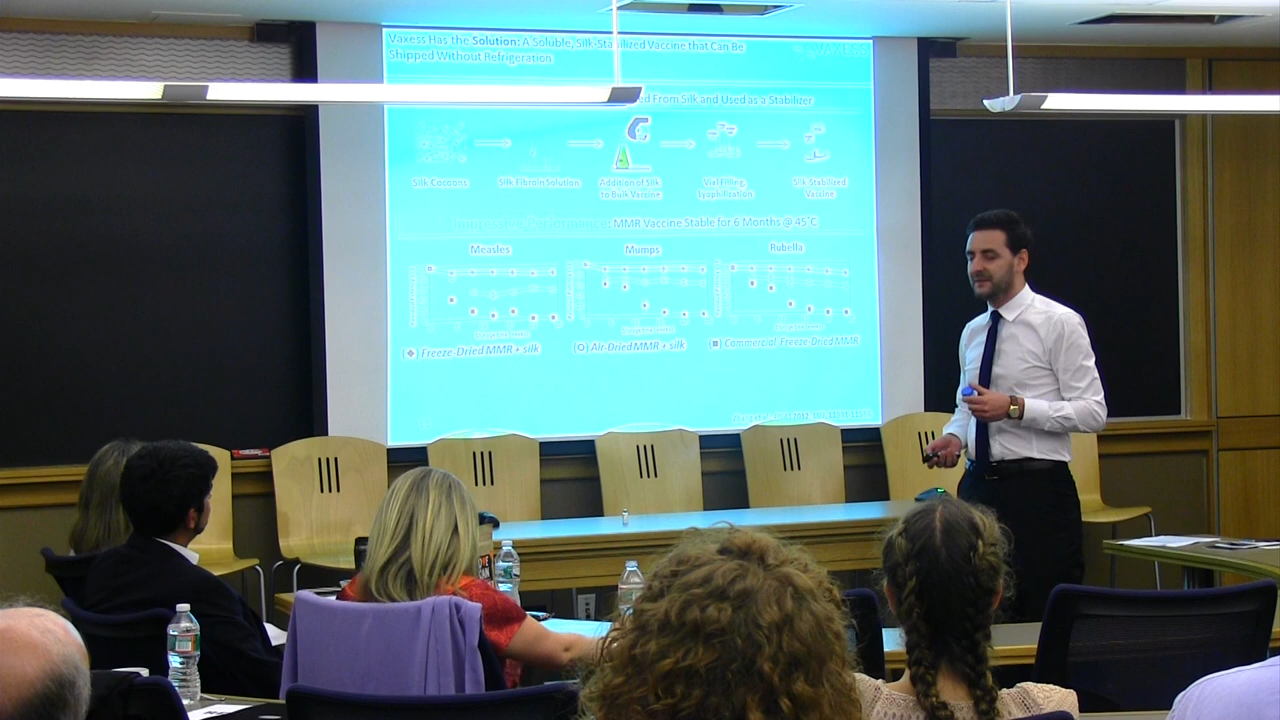 Vaxess Has the Solution: A Soluble, Silk-Stabilized Vaccine that Can Be
Shipped Without Refrigeration
VAXESS
From Silk and Used as a Stabilizer
Silk Cocoons
Silk Fibroin Solution
Addition of Silk
to Bulk Vaccine
Vial Filling,
Lyophilization
Silk-Stabilized
Vaccine
Impressive Performance: MMR Vaccine Stable for 6 Months @ 45°C
Measles
Mumps
Rubella
Freeze-Dried MMR + silk
Air-Dried MMR + silk
Commercial Freeze-Dried MMR